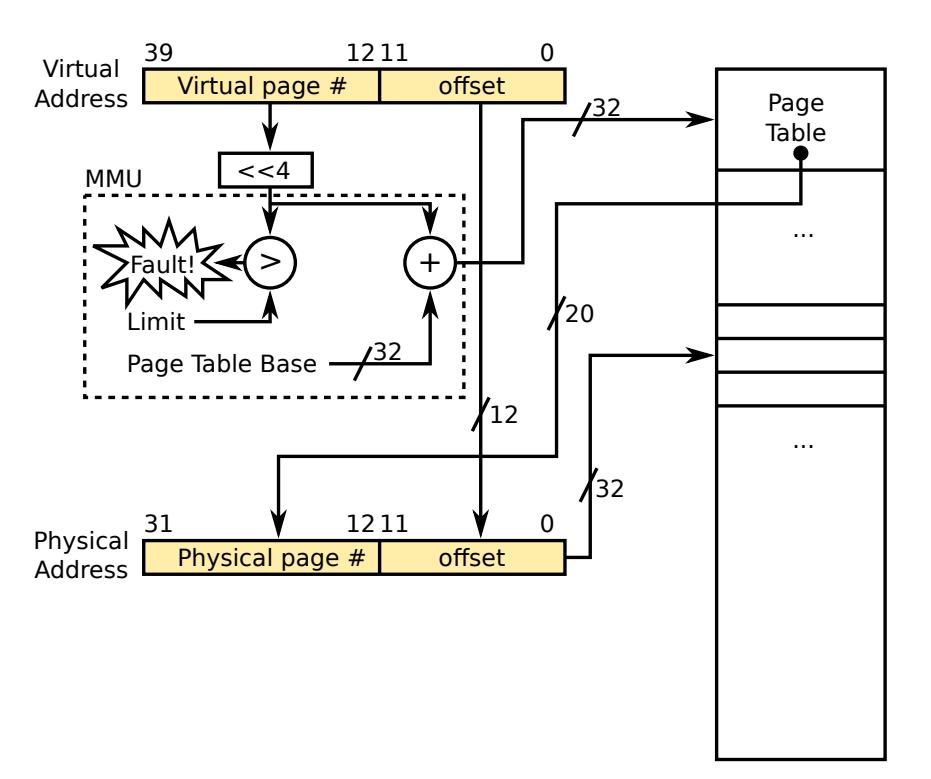 39 12 11 0
Virtual Address
Virtual page # offset
32
Page Table
<<4
MMU
...
Fault!
>
+
Limit
20
Page Table Base
32
12
...
32
31 12 11 0
Physical Address
Physical page # offset